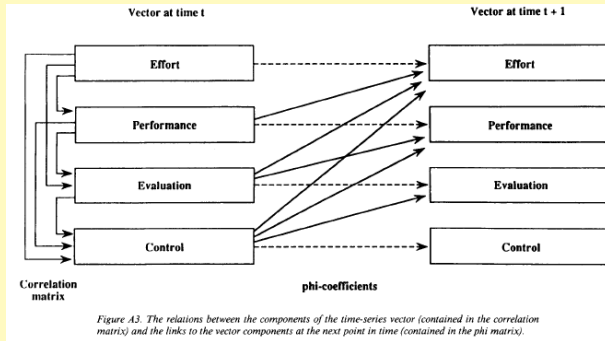 Vector at time t
Vector at time t + 1
Effort
Effort
Performance
Performance
Evaluation
Evaluation
Control
Control
Correlation
matrix
phi-coefficients
Figure A3. The relations between the components of the time-series vector (contained in the correlation
matrix) and the links to the vector components at the next point in time (contained in the phi matrix).